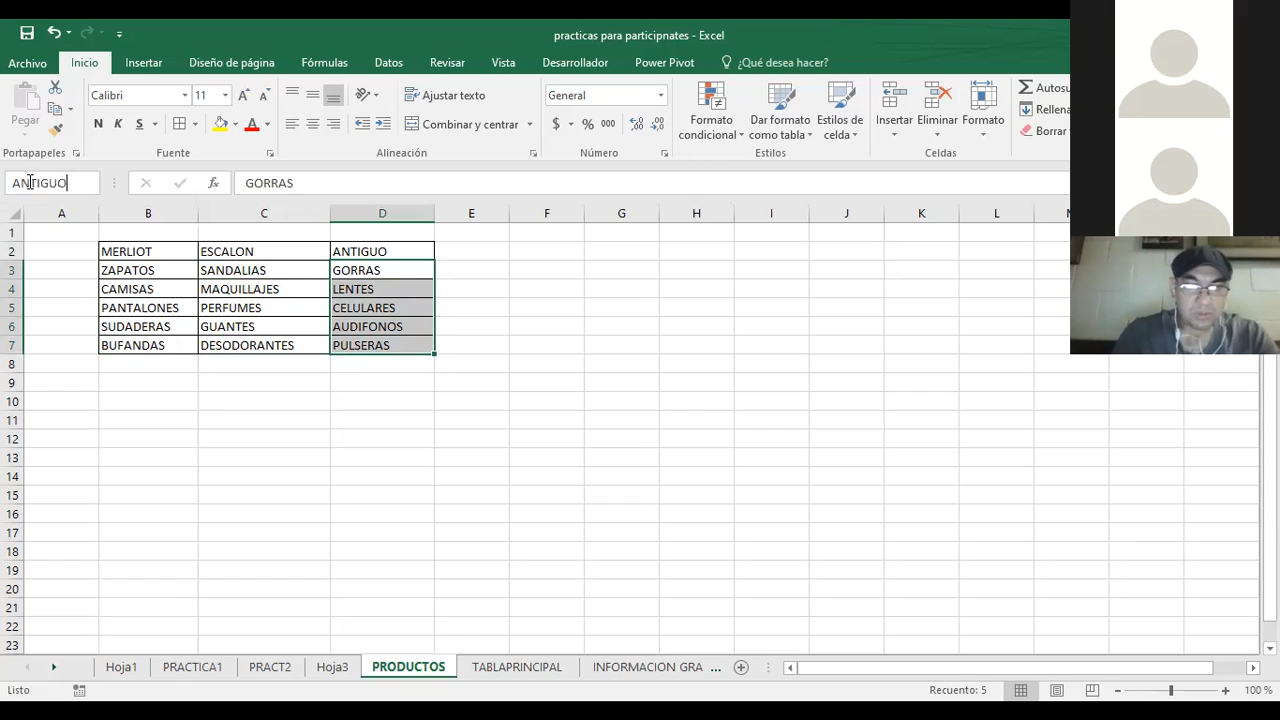 practicas para participnates - Excel
Archivo Inicio Insertar Diseño de página Fórmulas Datos Revisar Vista Desarrollador Power Pivot ¿Qué desea hacer?
Pegar
Calibri 11
N K S
Ajustar texto
Combinar y centrar
General
$ % 000
Formato condicional
Dar formato como tabla
Estilos de celda
Insertar
Eliminar
Formato
Autosu
Rellena
Borrar
Portapapeles Fuente Alineación Número Estilos Celdas
ANTIGUO fx GORRAS
A B C D E F G H I J K L
1
2 MERLIOT ESCALON ANTIGUO
3 ZAPATOS SANDALIAS GORRAS
4 CAMISAS MAQUILLAJES LENTES
5 PANTALONES PERFUMES CELULARES
6 SUDADERAS GUANTES AUDIFONOS
7 BUFANDAS DESODORANTES PULSERAS
8
9
10
11
12
13
14
15
16
17
18
19
20
21
22
23
Hoja1 PRACTICA1 PRACT2 Hoja3 PRODUCTOS TABLAPRINCIPAL INFORMACION GRA ...
Listo Recuento: 5 100 %